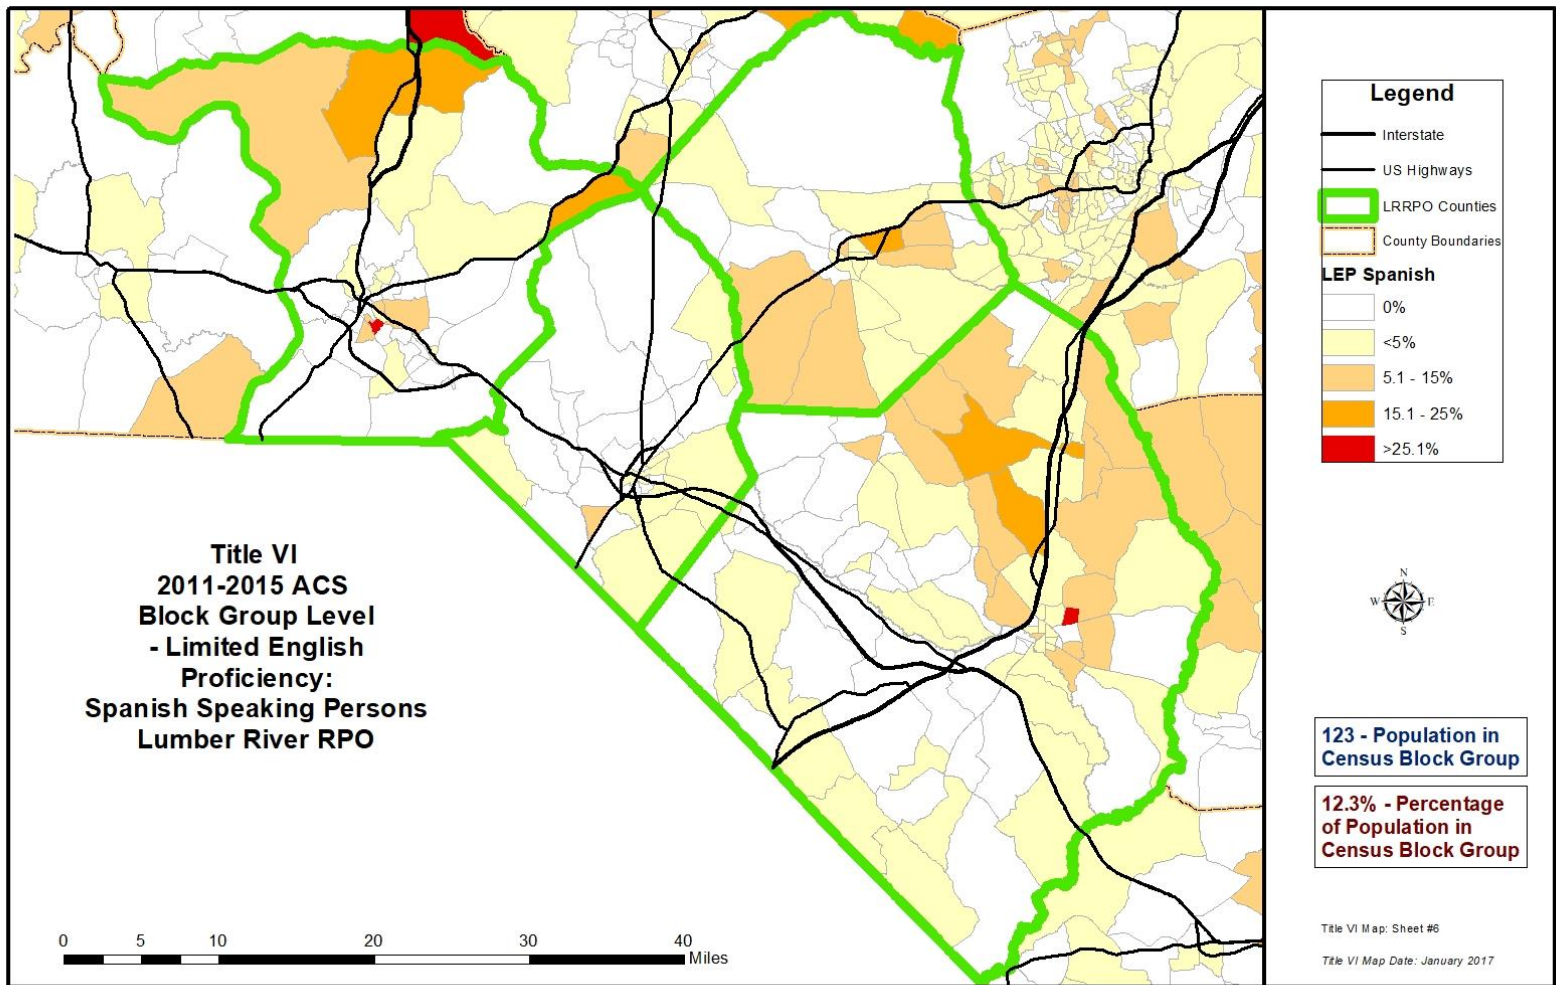 Title VI
2011-2015 ACS
Block Group Level
- Limited English
Proficiency:
Spanish Speaking Persons
Lumber River RPO
0 5 10 20 30 40
Miles
Legend
Interstate
US Highways
LRRPO Counties
County Boundaries
LEP Spanish
0%
<5%
5.1 - 15%
15.1 - 25%
>25.1%
N
W E
S
123 - Population in
Census Block Group
12.3% - Percentage
of Population in
Census Block Group
Title VI Map: Sheet #6
Title VI Map Date: January 2017